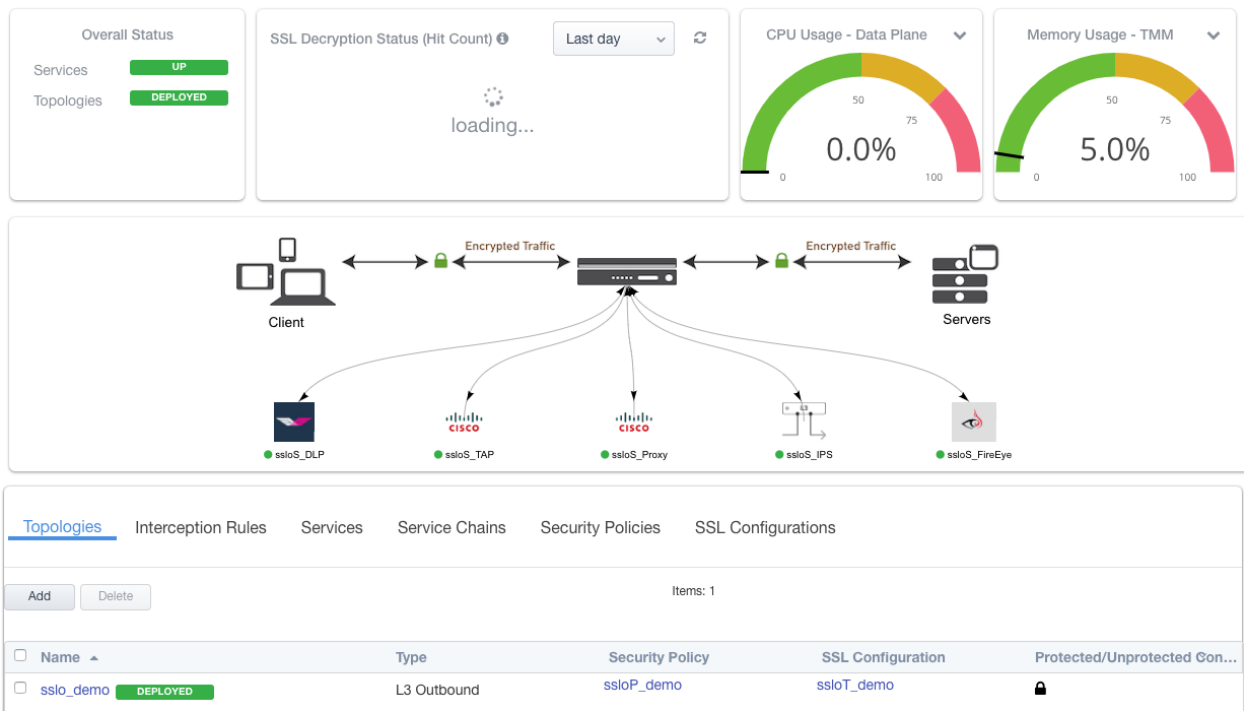 Overall Status
Services UP
Topologies DEPLOYED
SSL Decryption Status (Hit Count) Last day
loading...
CPU Usage - Data Plane
50
75
0.0%
0 100
Memory Usage - TMM
50
75
5.0%
0 100
Encrypted Traffic Encrypted Traffic
Client Servers
L3
CISCO CISCO
ssloS_DLP ssloS_TAP ssloS_Proxy ssloS_IPS ssloS_FireEye
Topologies Interception Rules Services Service Chains Security Policies SSL Configurations
Add Delete Items: 1
Name Type Security Policy SSL Configuration Protected/Unprotected Con...
sslo_demo DEPLOYED L3 Outbound ssloP_demo ssloT_demo